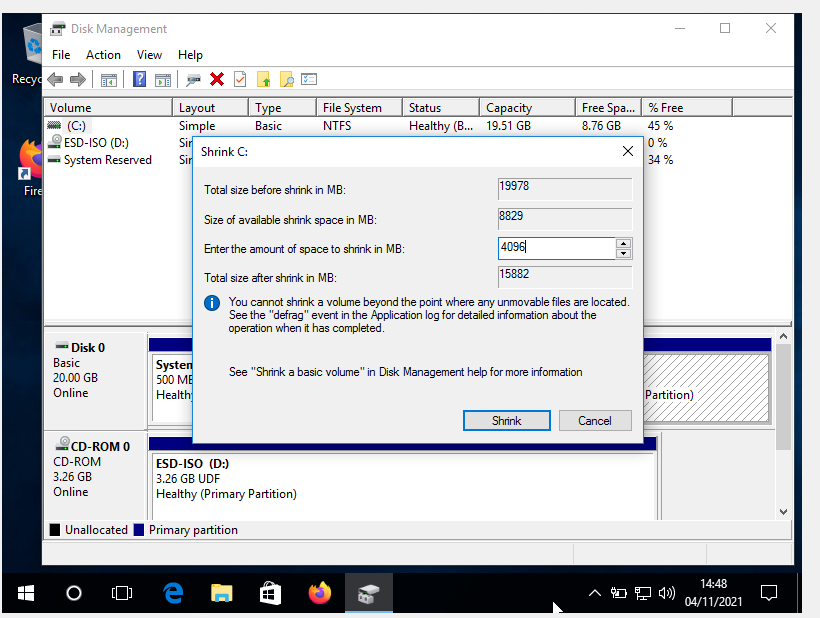 Disk Management
File Action View Help
Volume Layout Type File System Status Capacity Free Spa... % Free
(C:) Simple Basic NTFS Healthy (B... 19.51 GB 8.76 GB 45 %
ESD-ISO (D:) 0 %
System Reserved 34 %
Shrink C:
Total size before shrink in MB: 19978
Size of available shrink space in MB: 8829
Enter the amount of space to shrink in MB: 4096
Total size after shrink in MB: 15882
You cannot shrink a volume beyond the point where any unmovable files are located.
See the "defrag" event in the Application log for detailed information about the
operation when it has completed.
See "Shrink a basic volume" in Disk Management help for more information
Shrink Cancel
Disk 0
Basic
20.00 GB
Online
500 MB
Partition)
CD-ROM 0
CD-ROM
3.26 GB
Online
ESD-ISO (D:)
3.26 GB UDF
Healthy (Primary Partition)
Unallocated Primary partition
14:48
04/11/2021